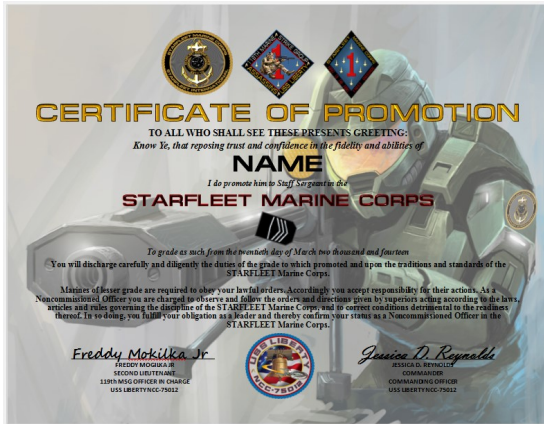 CERTIFICATE OF PROMOTION
TO ALL WHO SHALL SEE THESE PRESENTS GREETING:
Know Ye, that reposing trust and confidence in the fidelity and abilities of
NAME
I do promote him to Staff Sergeant in the
STARFLEET MARINE CORPS
To grade as such from the twentieth day of March two thousand and fourteen
You will discharge carefully and diligently the duties of the grade to which promoted and upon the traditions and standards of the
STARFLEET Marine Corps.
Marines of lesser grade are required to obey your lawful orders. Accordingly you accept responsibility for their actions. As a
Noncommissioned Officer you are charged to observe and follow the orders and directions given by superiors acting according to the laws,
articles and rules governing the discipline of the STARFLEET Marine Corps, and to correct conditions detrimental to the readiness
thereof. In so doing, you fulfill your obligation as a leader and thereby confirm your status as a Noncommissioned Officer in the
STARFLEET Marine Corps.
Freddy Mokilka Jr
FREDDY MOGILKA JR
SECOND LIEUTENANT
119th MSG OFFICER IN CHARGE
USS LIBERTY NCC-75012
USS LIBERTY
NCC-75012
Jessica D. Reynolds
JESSICA D. REYNOLDS
COMMANDER
COMMANDING OFFICER
USS LIBERTY NCC-75012